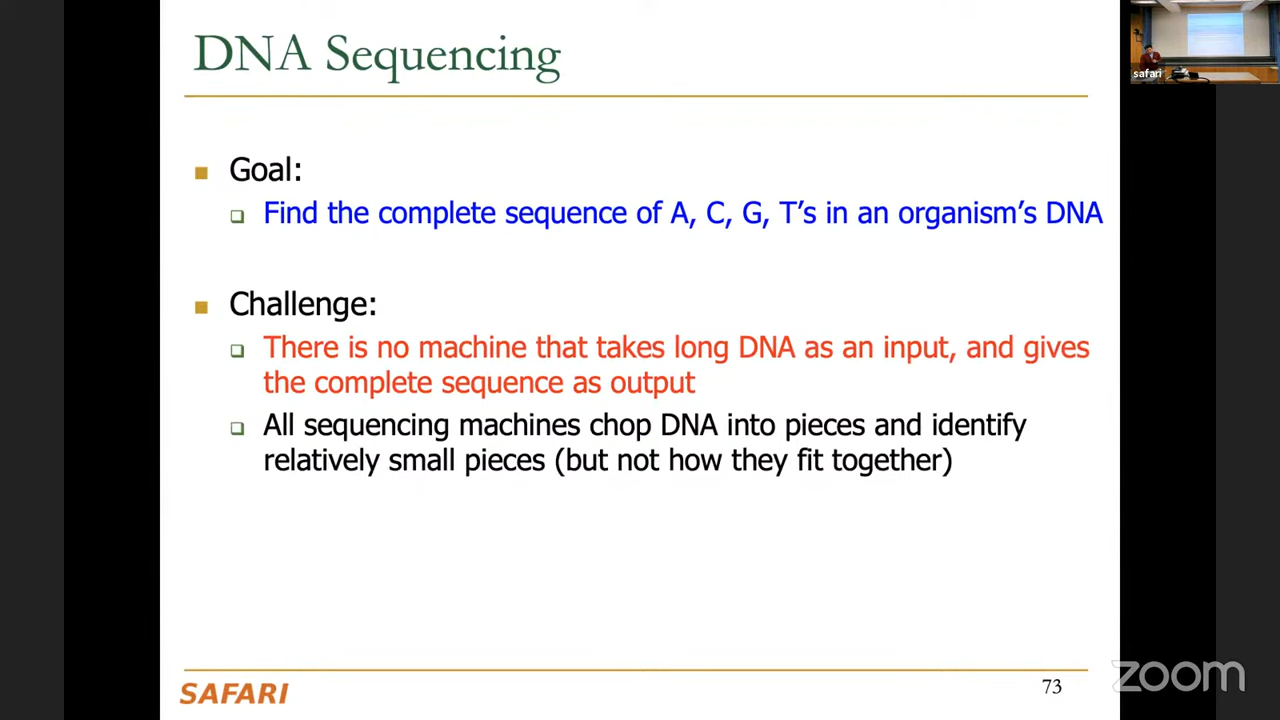 DNA Sequencing
safari
Goal:
Find the complete sequence of A, C, G, T's in an organism's DNA
Challenge:
There is no machine that takes long DNA as an input, and gives
the complete sequence as output
All sequencing machines chop DNA into pieces and identify
relatively small pieces (but not how they fit together)
SAFARI
73
zoom